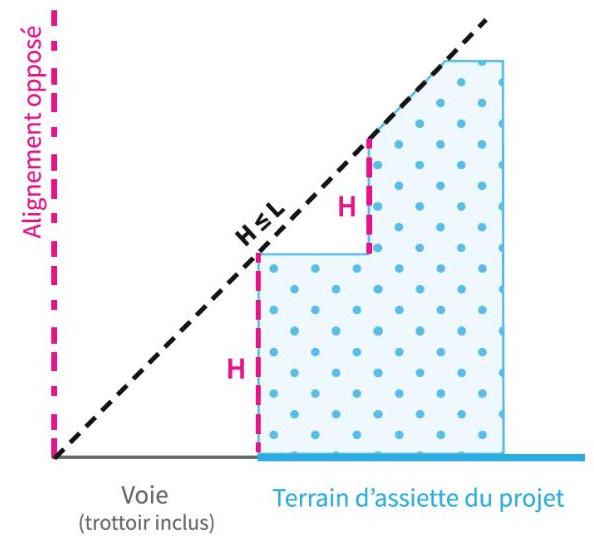 Alignement opposé
H ≤ L
H
H
Voie
(trottoir inclus)
Terrain d’assiette du projet